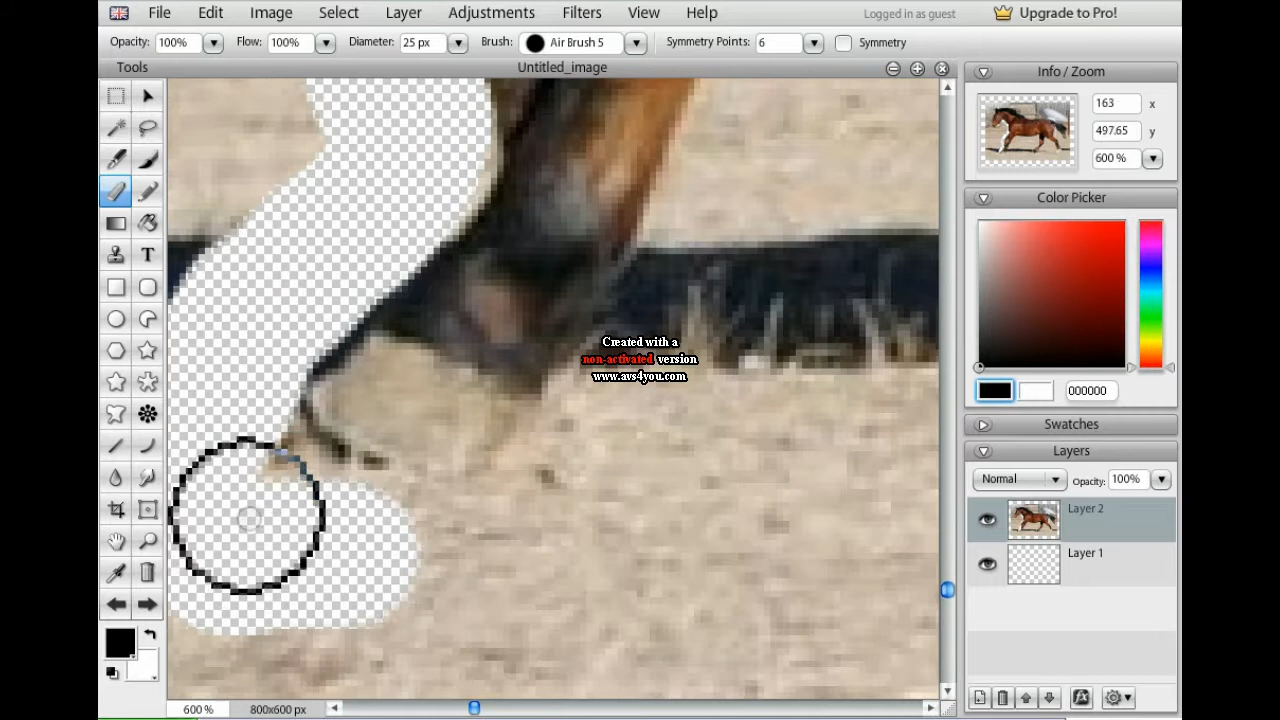 File Edit Image Select Layer Adjustments Filters View Help Logged in as guest Upgrade to Pro!
Opacity: 100% Flow: 100% Diameter: 25 px Brush: Air Brush 5 Symmetry Points: 6 Symmetry
Tools Untitled_image Info / Zoom
163 x
497.65 y
600 %
Color Picker
T
Created with a
non-activated version
www.avs4you.com
000000
Swatches
Layers
Normal Opacity: 100%
Layer 2
Layer 1
600 % 800x600 px